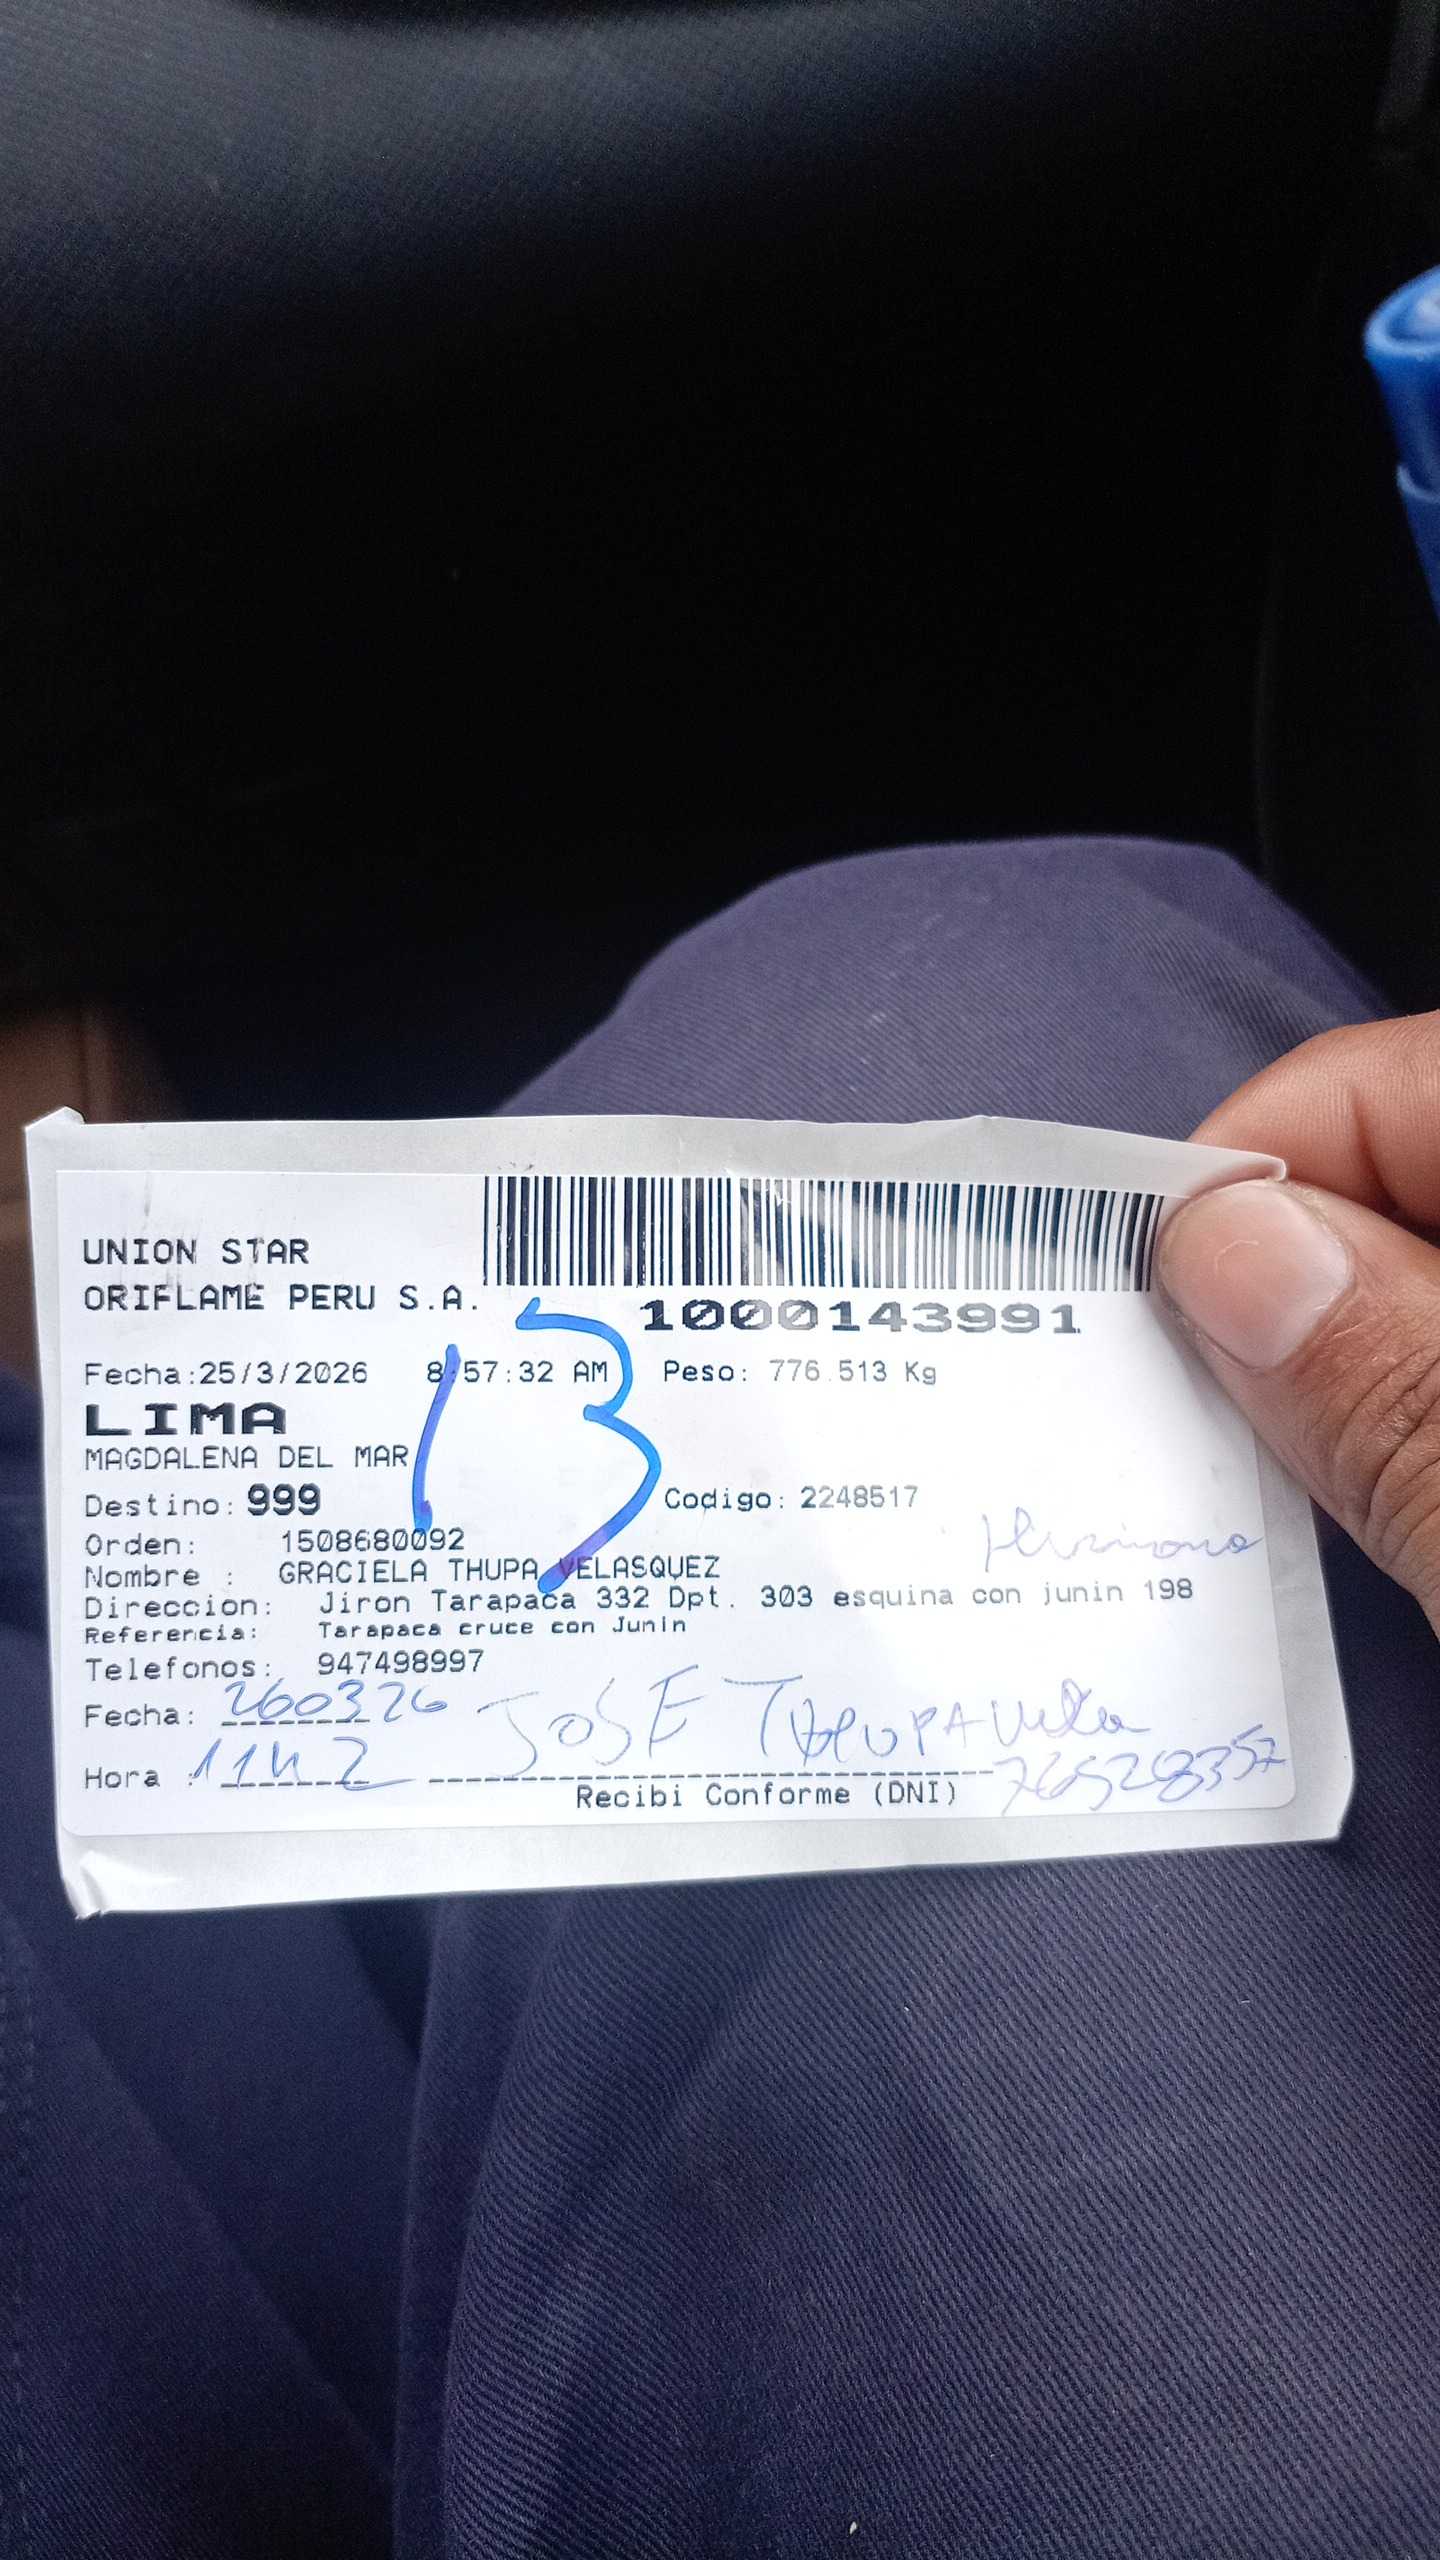 UNION STAR
ORIFLAME PERU S.A.
1000143991
Fecha:25/3/2026 8:57:32 AM Peso: 776.513 Kg
13
LIMA
MAGDALENA DEL MAR
Destino: 999 Codigo: 2248517
Orden: 1508680092
Nombre : GRACIELA THUPA VELASQUEZ
Direccion: Jiron Tarapaca 332 Dpt. 303 esquina con junin 198
Referencia: Tarapaca cruce con Junin
Telefonos: 947498997
Fecha: 260326 JOSE
Hora : 1142
Recibi Conforme (DNI)